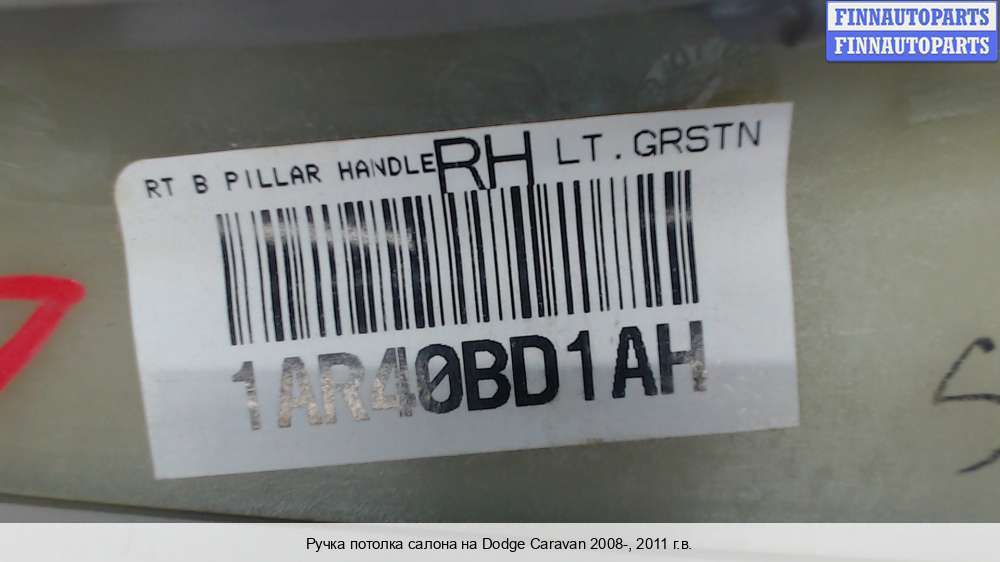 FINNAUTOPARTS
FINNAUTOPARTS
RT B PILLAR HANDLE RH LT.GRSTN
1AR40BD1AH
Ручка потолка салона на Dodge Caravan 2008-, 2011 г.в.